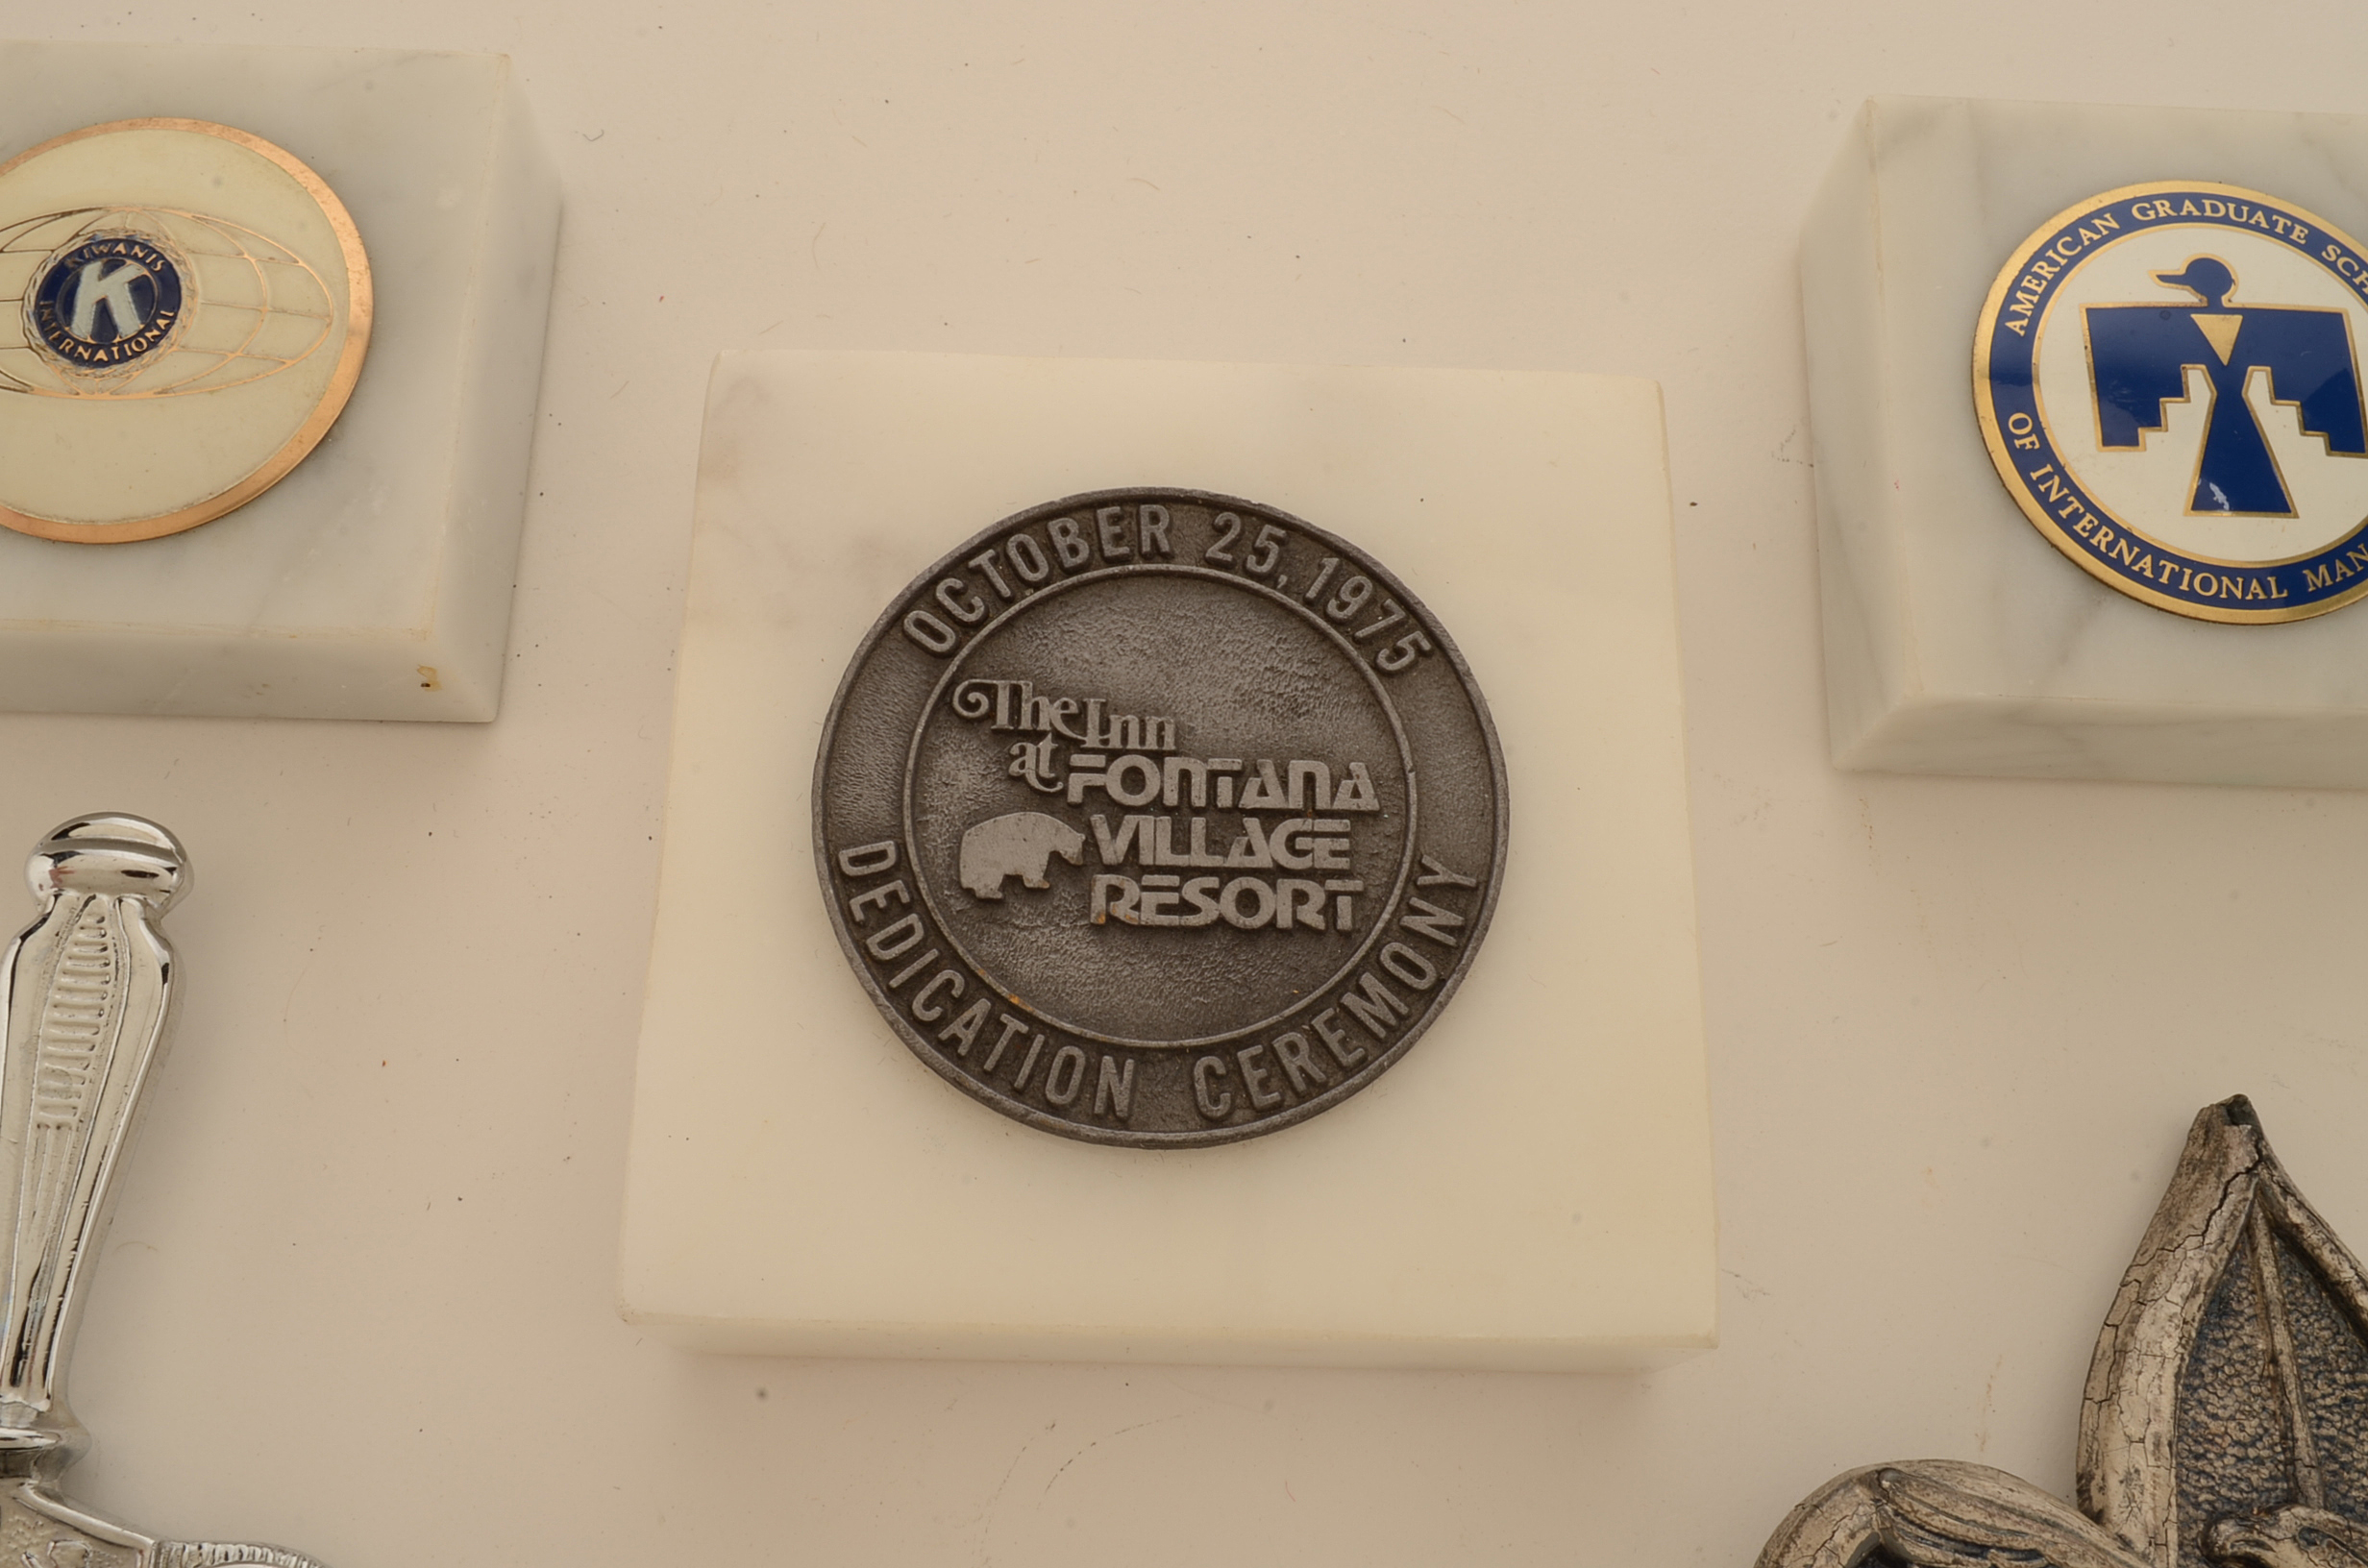 KIWANIS
K
INTERNATIONAL
AMERICAN GRADUATE SCH
OF INTERNATIONAL MAN
OCTOBER 25, 1975
The Inn
at FONTANA
VILLAGE
RESORT
DEDICATION CEREMONY